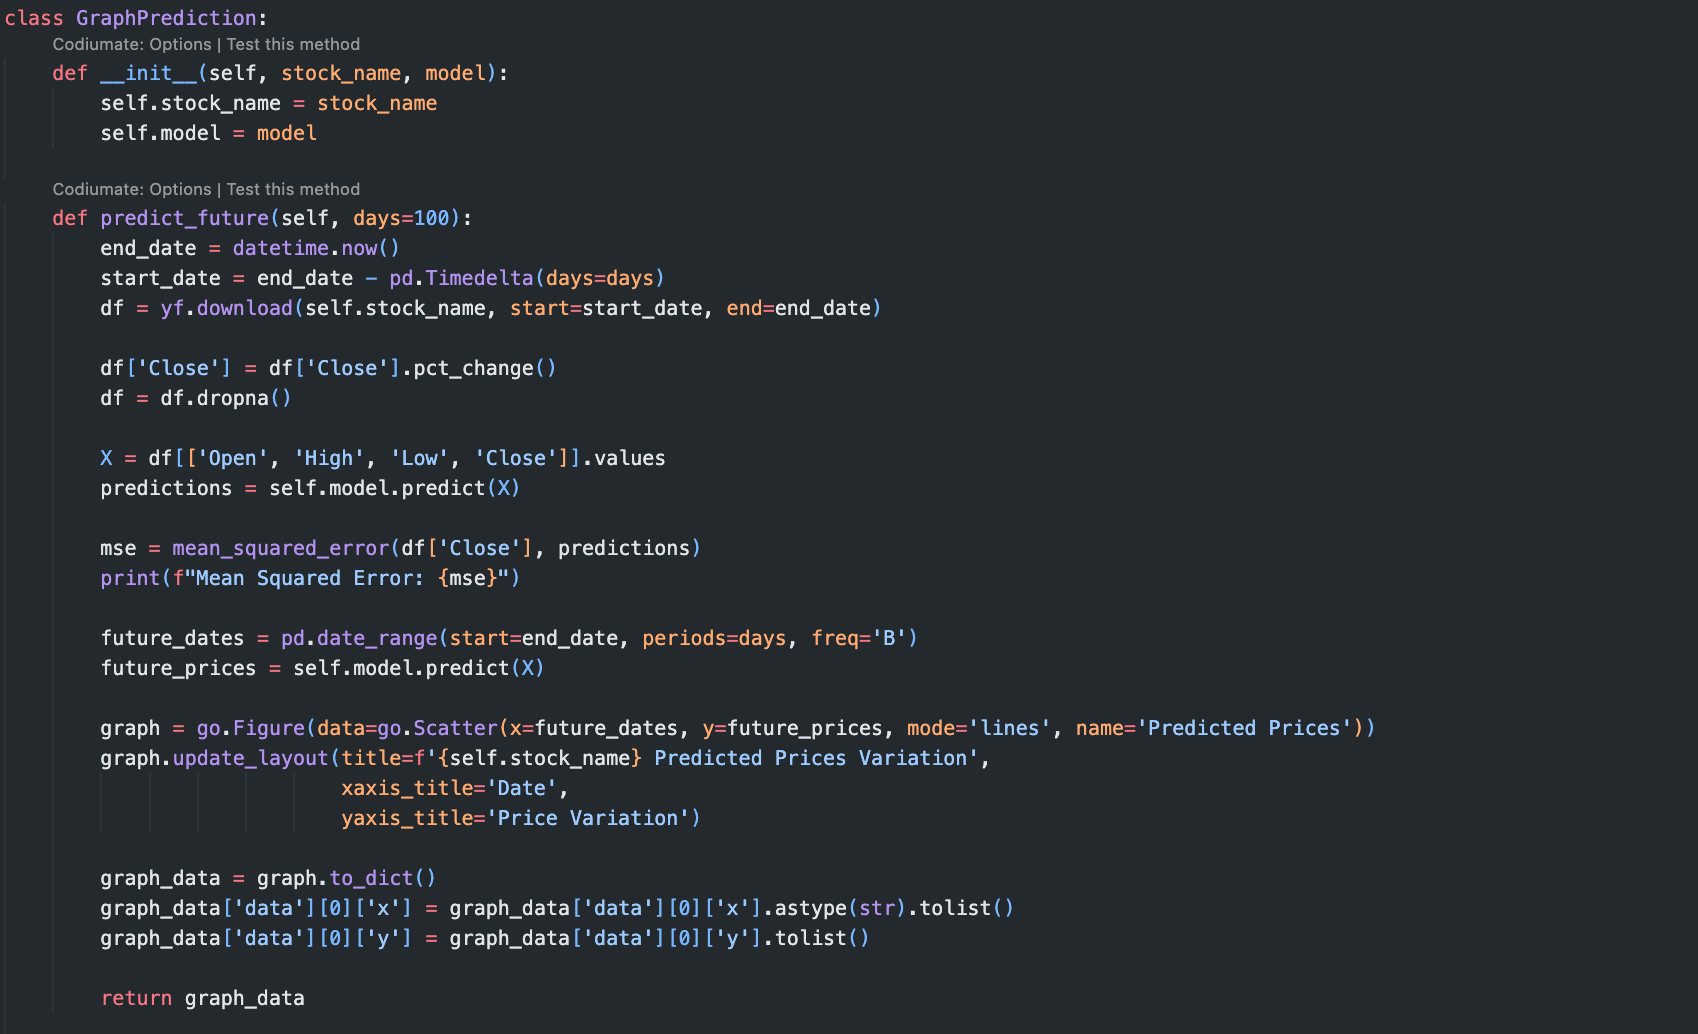 class GraphPrediction:
Codiumate: Options | Test this method
def __init__(self, stock_name, model):
self.stock_name = stock_name
self.model = model
Codiumate: Options | Test this method
def predict_future(self, days=100):
end_date = datetime.now()
start_date = end_date - pd.Timedelta(days=days)
df = yf.download(self.stock_name, start=start_date, end=end_date)
df['Close'] = df['Close'].pct_change()
df = df.dropna()
X = df[['Open', 'High', 'Low', 'Close']].values
predictions = self.model.predict(X)
mse = mean_squared_error(df['Close'], predictions)
print(f"Mean Squared Error: {mse}")
future_dates = pd.date_range(start=end_date, periods=days, freq='B')
future_prices = self.model.predict(X)
graph = go.Figure(data=go.Scatter(x=future_dates, y=future_prices, mode='lines', name='Predicted Prices'))
graph.update_layout(title=f'{self.stock_name} Predicted Prices Variation',
xaxis_title='Date',
yaxis_title='Price Variation')
graph_data = graph.to_dict()
graph_data['data'][0]['x'] = graph_data['data'][0]['x'].astype(str).tolist()
graph_data['data'][0]['y'] = graph_data['data'][0]['y'].tolist()
return graph_data